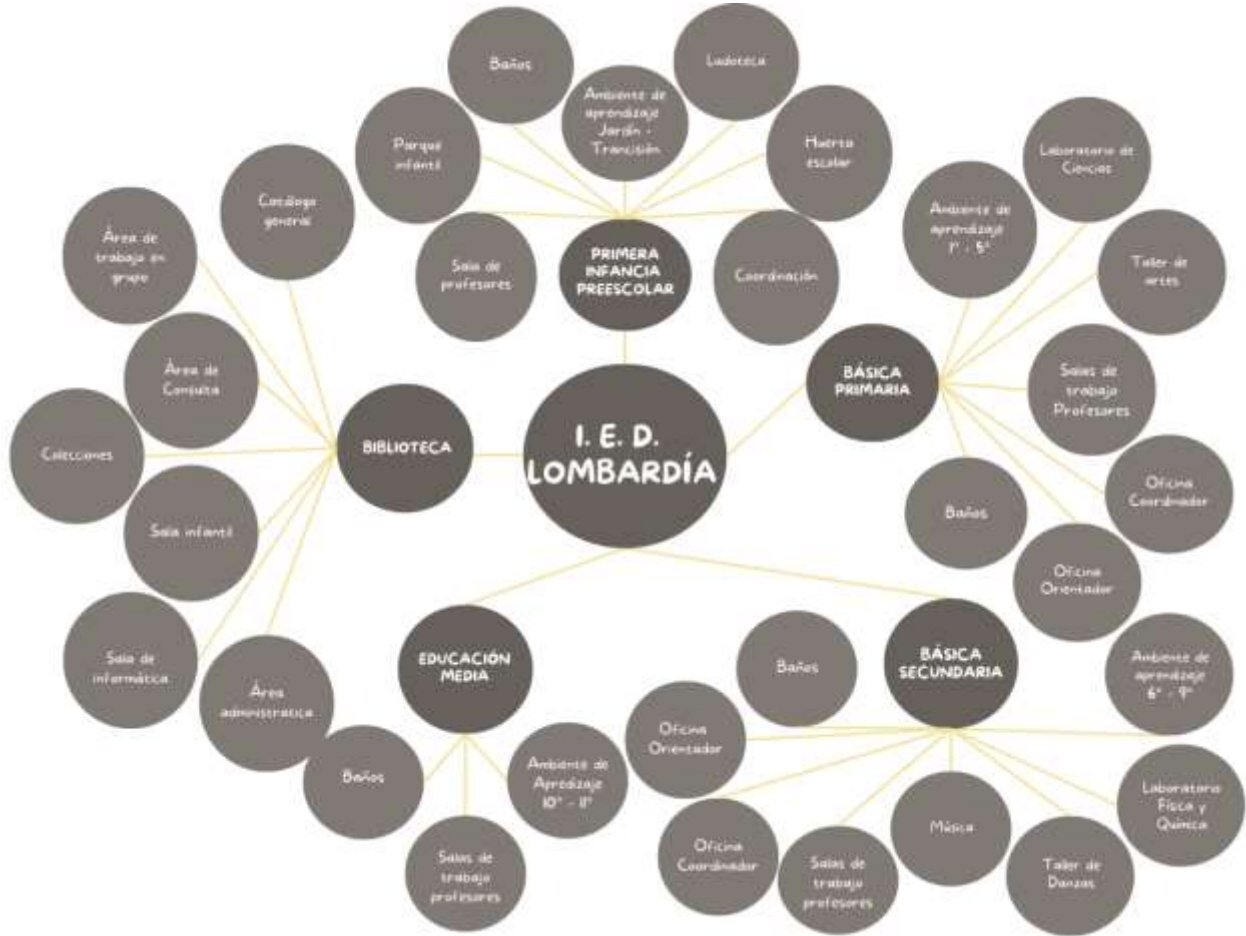 Baños
Ludoteca
Ambiente de
aprendizaje
Jardín -
Trancisión
Parque
infantil
Huerta
escolar
Sala de
profesores
PRIMERA
INFANCIA
PREESCOLAR
Coordinación
Catálogo
general
Área de
trabajo en
grupo
Área de
Consulta
Colecciones
Sala infantil
Sala de
informática
Área
administratica
BIBLIOTECA
I. E. D.
LOMBARDÍA
BÁSICA
PRIMARIA
Ambiente de
aprendizaje
1° - 5°
Laboratorio de
Ciencias
Taller de
artes
Salas de
trabajo
Profesores
Oficina
Coordinador
Oficina
Orientador
Baños
EDUCACIÓN
MEDIA
Baños
Salas de
trabajo
profesores
Ambiente de
Apredizaje
10° - 11°
BÁSICA
SECUNDARIA
Baños
Oficina
Orientador
Oficina
Coordinador
Salas de
trabajo
profesores
Música
Taller de
Danzas
Laboratorio
Físca y
Química
Ambiente de
aprendizaje
6° - 9°